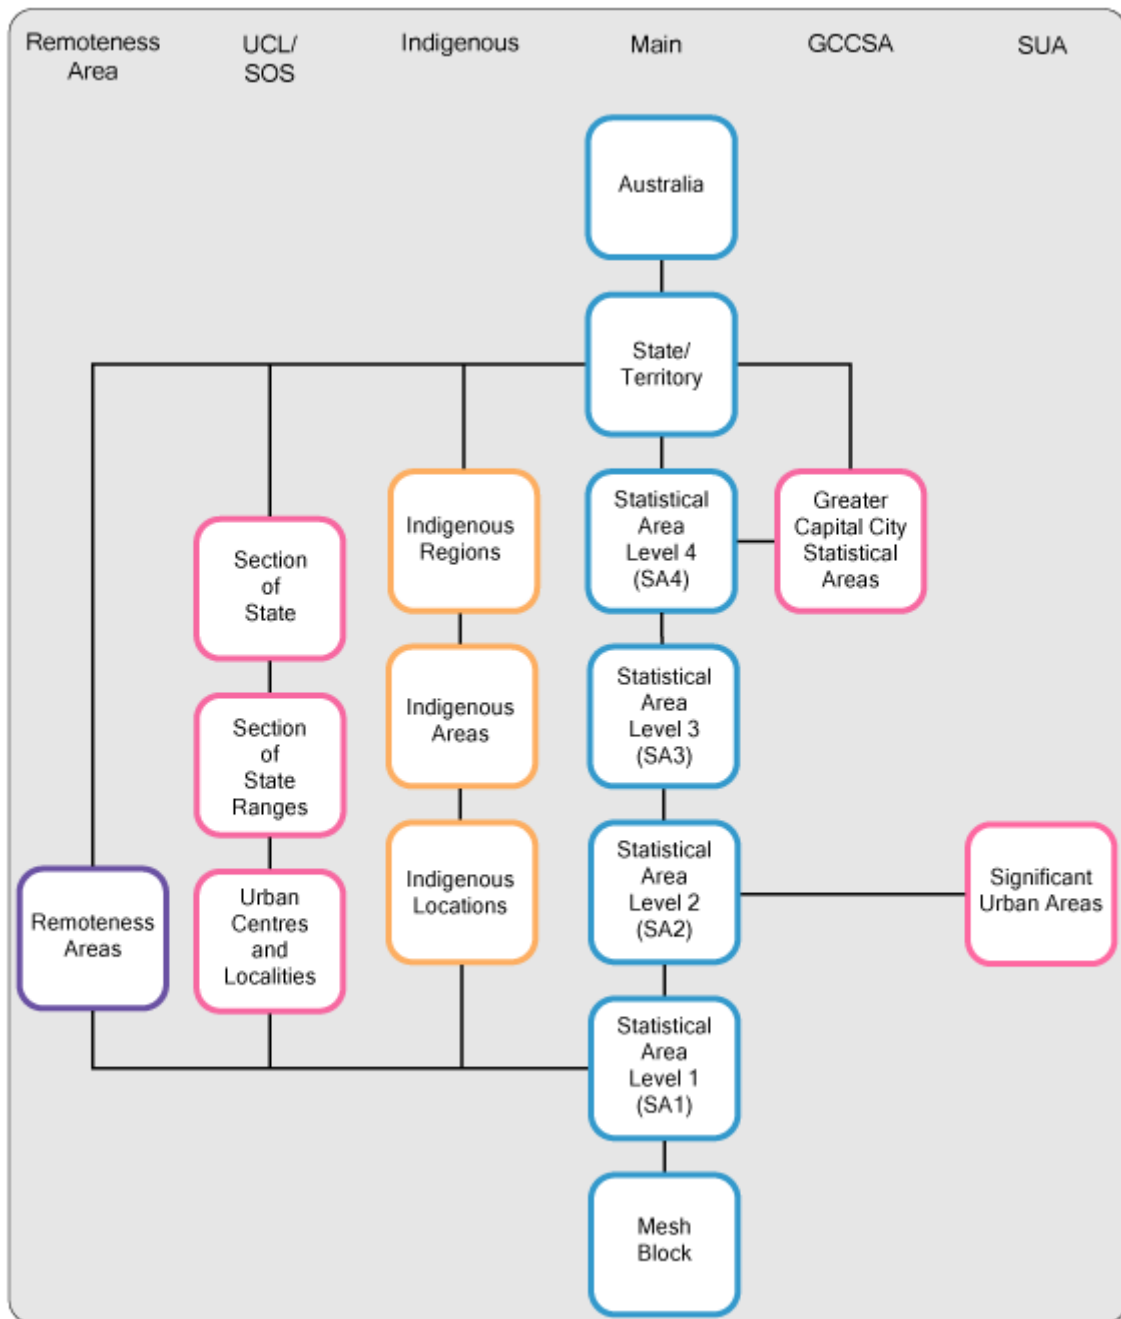 Remoteness
Area
UCL/
SOS
Indigenous
Main
GCCSA
SUA
Australia
State/
Territory
Section
of
State
Indigenous
Regions
Statistical
Area
Level 4
(SA4)
Greater
Capital City
Statistical
Areas
Section
of
State
Ranges
Indigenous
Areas
Statistical
Area
Level 3
(SA3)
Remoteness
Areas
Urban
Centres
and
Localities
Indigenous
Locations
Statistical
Area
Level 2
(SA2)
Significant
Urban Areas
Statistical
Area
Level 1
(SA1)
Mesh
Block